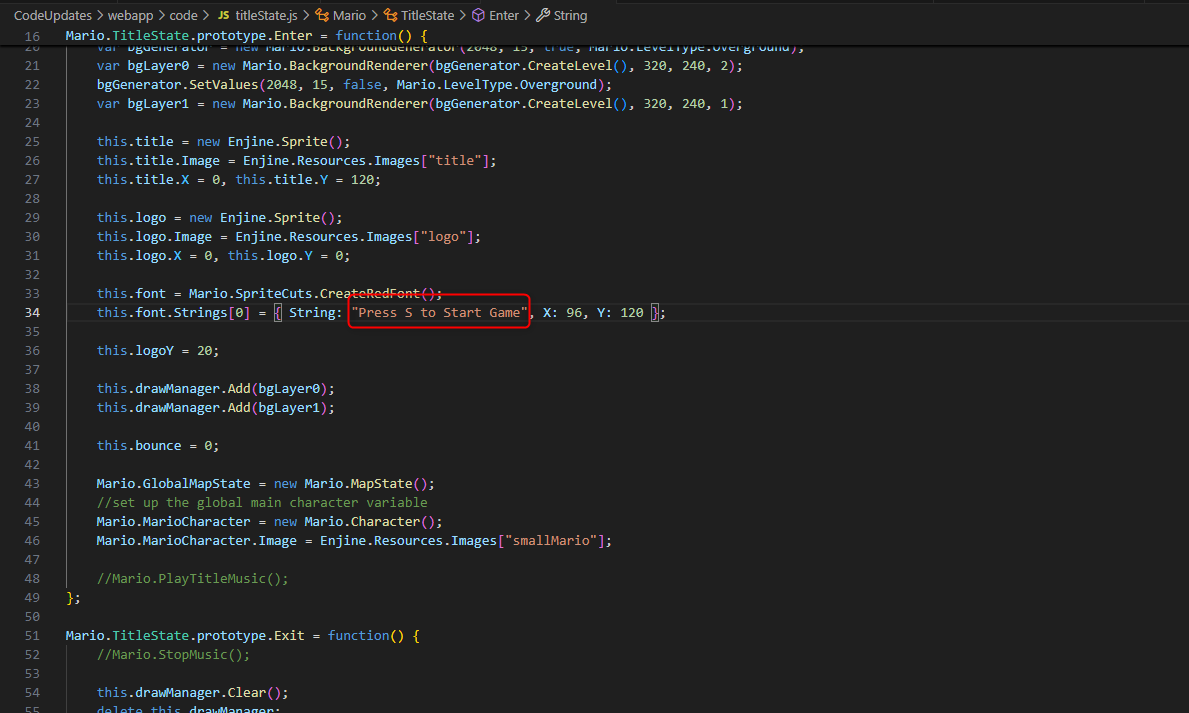 CodeUpdates > webapp > code > JS titleState.js > Mario > TitleState > Enter > String
16 Mario.TitleState.prototype.Enter = function() {
20 var bgGenerator = new Mario.BackgroundGenerator(2048, 15, true, Mario.LevelType.Overground);
21 var bgLayer0 = new Mario.BackgroundRenderer(bgGenerator.CreateLevel(), 320, 240, 2);
22 bgGenerator.SetValues(2048, 15, false, Mario.LevelType.Overground);
23 var bgLayer1 = new Mario.BackgroundRenderer(bgGenerator.CreateLevel(), 320, 240, 1);
24
25 this.title = new Enjine.Sprite();
26 this.title.Image = Enjine.Resources.Images["title"];
27 this.title.X = 0, this.title.Y = 120;
28
29 this.logo = new Enjine.Sprite();
30 this.logo.Image = Enjine.Resources.Images["logo"];
31 this.logo.X = 0, this.logo.Y = 0;
32
33 this.font = Mario.SpriteCuts.CreateRedFont();
34 this.font.Strings[0] = { String: "Press S to Start Game", X: 96, Y: 120 };
35
36 this.logoY = 20;
37
38 this.drawManager.Add(bgLayer0);
39 this.drawManager.Add(bgLayer1);
40
41 this.bounce = 0;
42
43 Mario.GlobalMapState = new Mario.MapState();
44 //set up the global main character variable
45 Mario.MarioCharacter = new Mario.Character();
46 Mario.MarioCharacter.Image = Enjine.Resources.Images["smallMario"];
47
48 //Mario.PlayTitleMusic();
49 };
50
51 Mario.TitleState.prototype.Exit = function() {
52 //Mario.StopMusic();
53
54 this.drawManager.Clear();
55 delete this.drawManager;